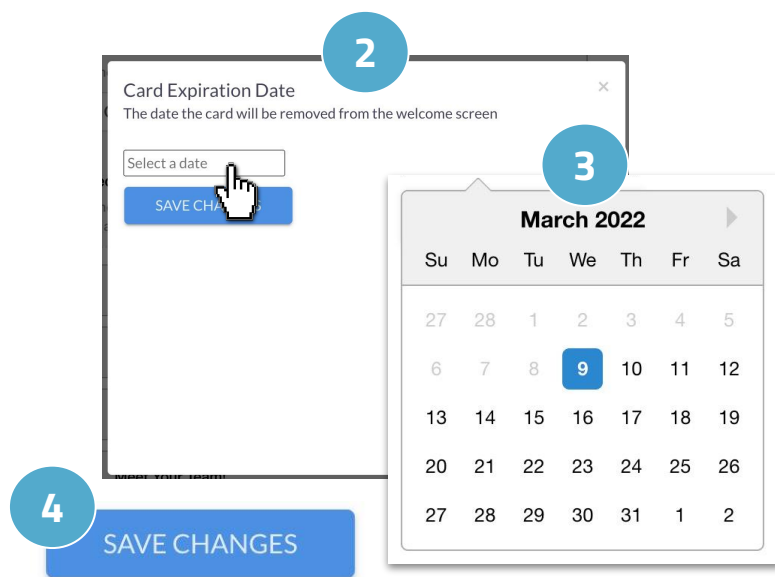 2
Card Expiration Date
×
The date the card will be removed from the welcome screen
Select a date
SAVE CHA
3
March 2022
Su Mo Tu We Th Fr Sa
27 28 1 2 3 4 5
6 7 8 9 10 11 12
13 14 15 16 17 18 19
20 21 22 23 24 25 26
27 28 29 30 31 1 2
Meet Your Team!
4
SAVE CHANGES